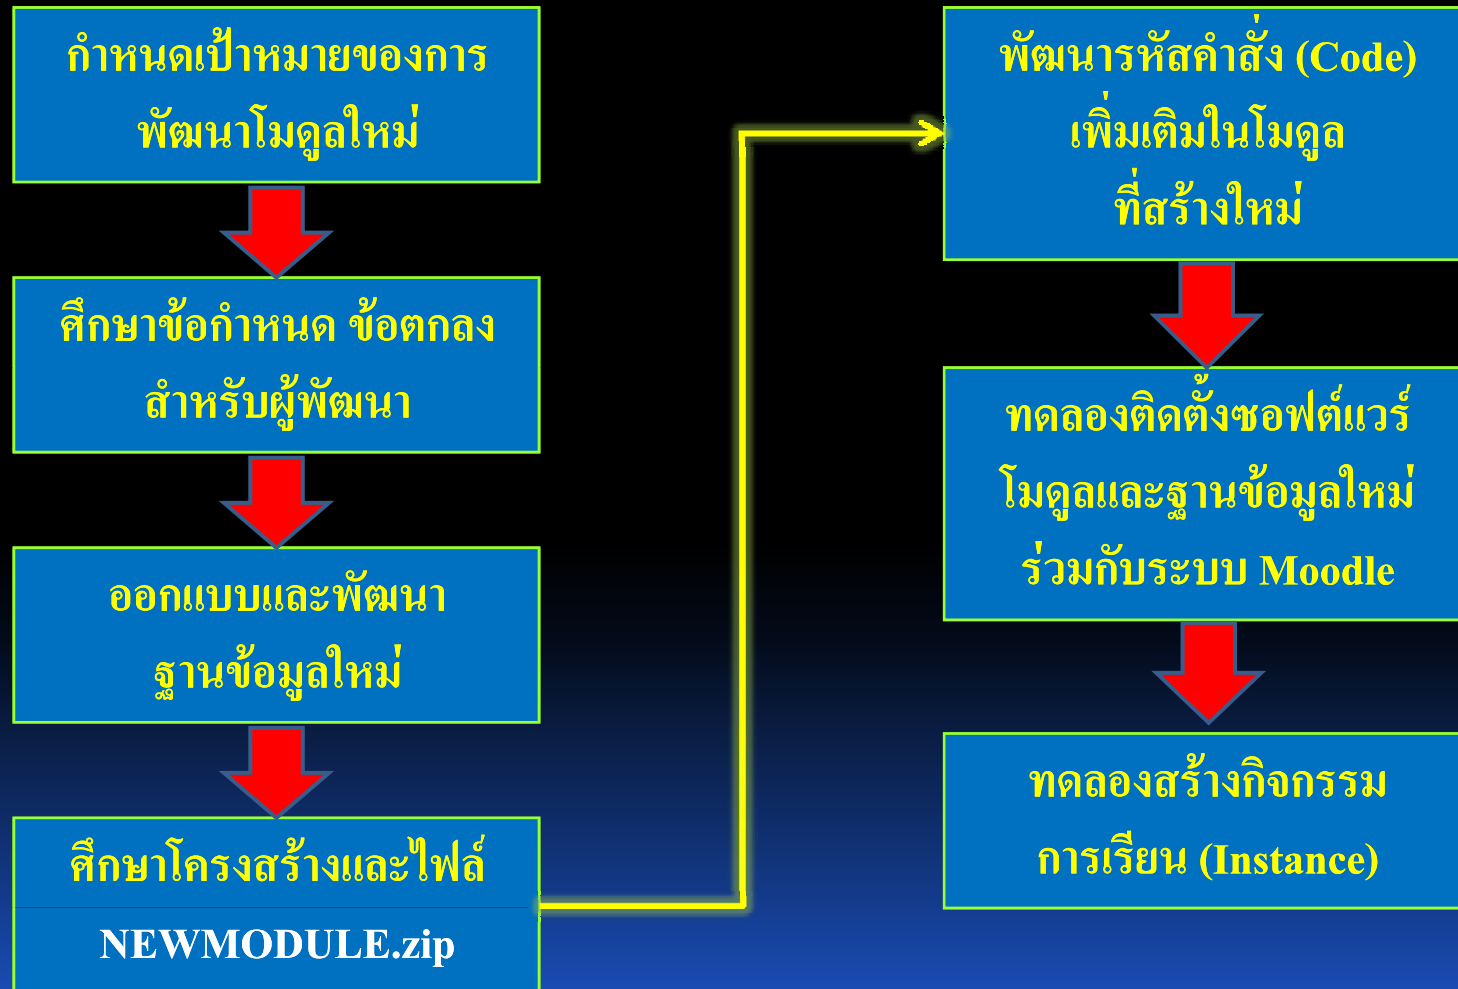 กำหนดเป้าหมายของการ
พัฒนาโมดูลใหม่
ศึกษาข้อกำหนด ข้อตกลง
สำหรับผู้พัฒนา
ออกแบบและพัฒนา
ฐานข้อมูลใหม่
ศึกษาโครงสร้างและไฟล์
NEWMODULE.zip
พัฒนารหัสคำสั่ง (Code)
เพิ่มเติมในโมดูล
ที่สร้างใหม่
ทดลองติดตั้งซอฟต์แวร์
โมดูลและฐานข้อมูลใหม่
ร่วมกับระบบ Moodle
ทดลองสร้างกิจกรรม
การเรียน (Instance)